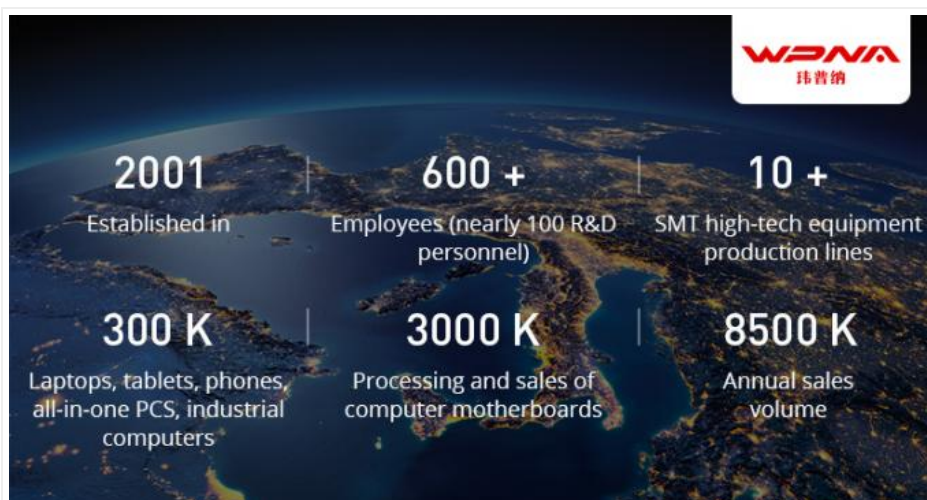 WPNA
玮普纳
2001
Established in
600 +
Employees (nearly 100 R&D
personnel)
10 +
SMT high-tech equipment
production lines
300 K
Laptops, tablets, phones,
all-in-one PCS, industrial
computers
3000 K
Processing and sales of
computer motherboards
8500 K
Annual sales
volume